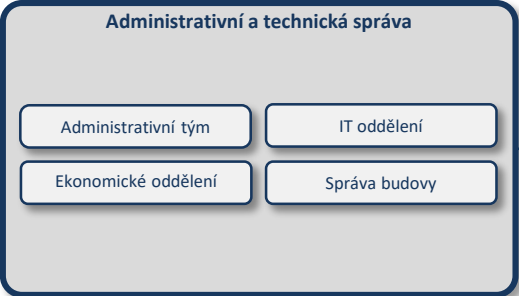 Administrativní a technická správa
Administrativní tým
IT oddělení
Ekonomické oddělení
Správa budovy